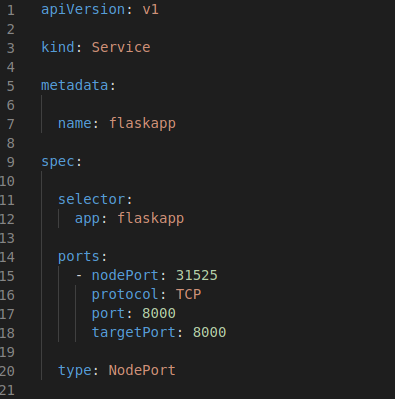 1 apiVersion: v1
2
3 kind: Service
4
5 metadata:
6
7   name: flaskapp
8
9 spec:
10
11   selector:
12     app: flaskapp
13
14   ports:
15     - nodePort: 31525
16       protocol: TCP
17       port: 8000
18       targetPort: 8000
19
20   type: NodePort
21